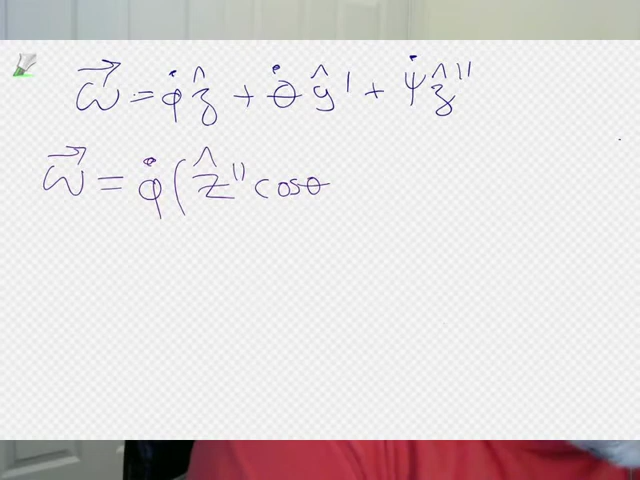 ω⃗ = φ̇ ẑ + θ̇ ŷ' + ψ̇ ẑ''
ω⃗ = φ̇ ( ẑ'' cosθ